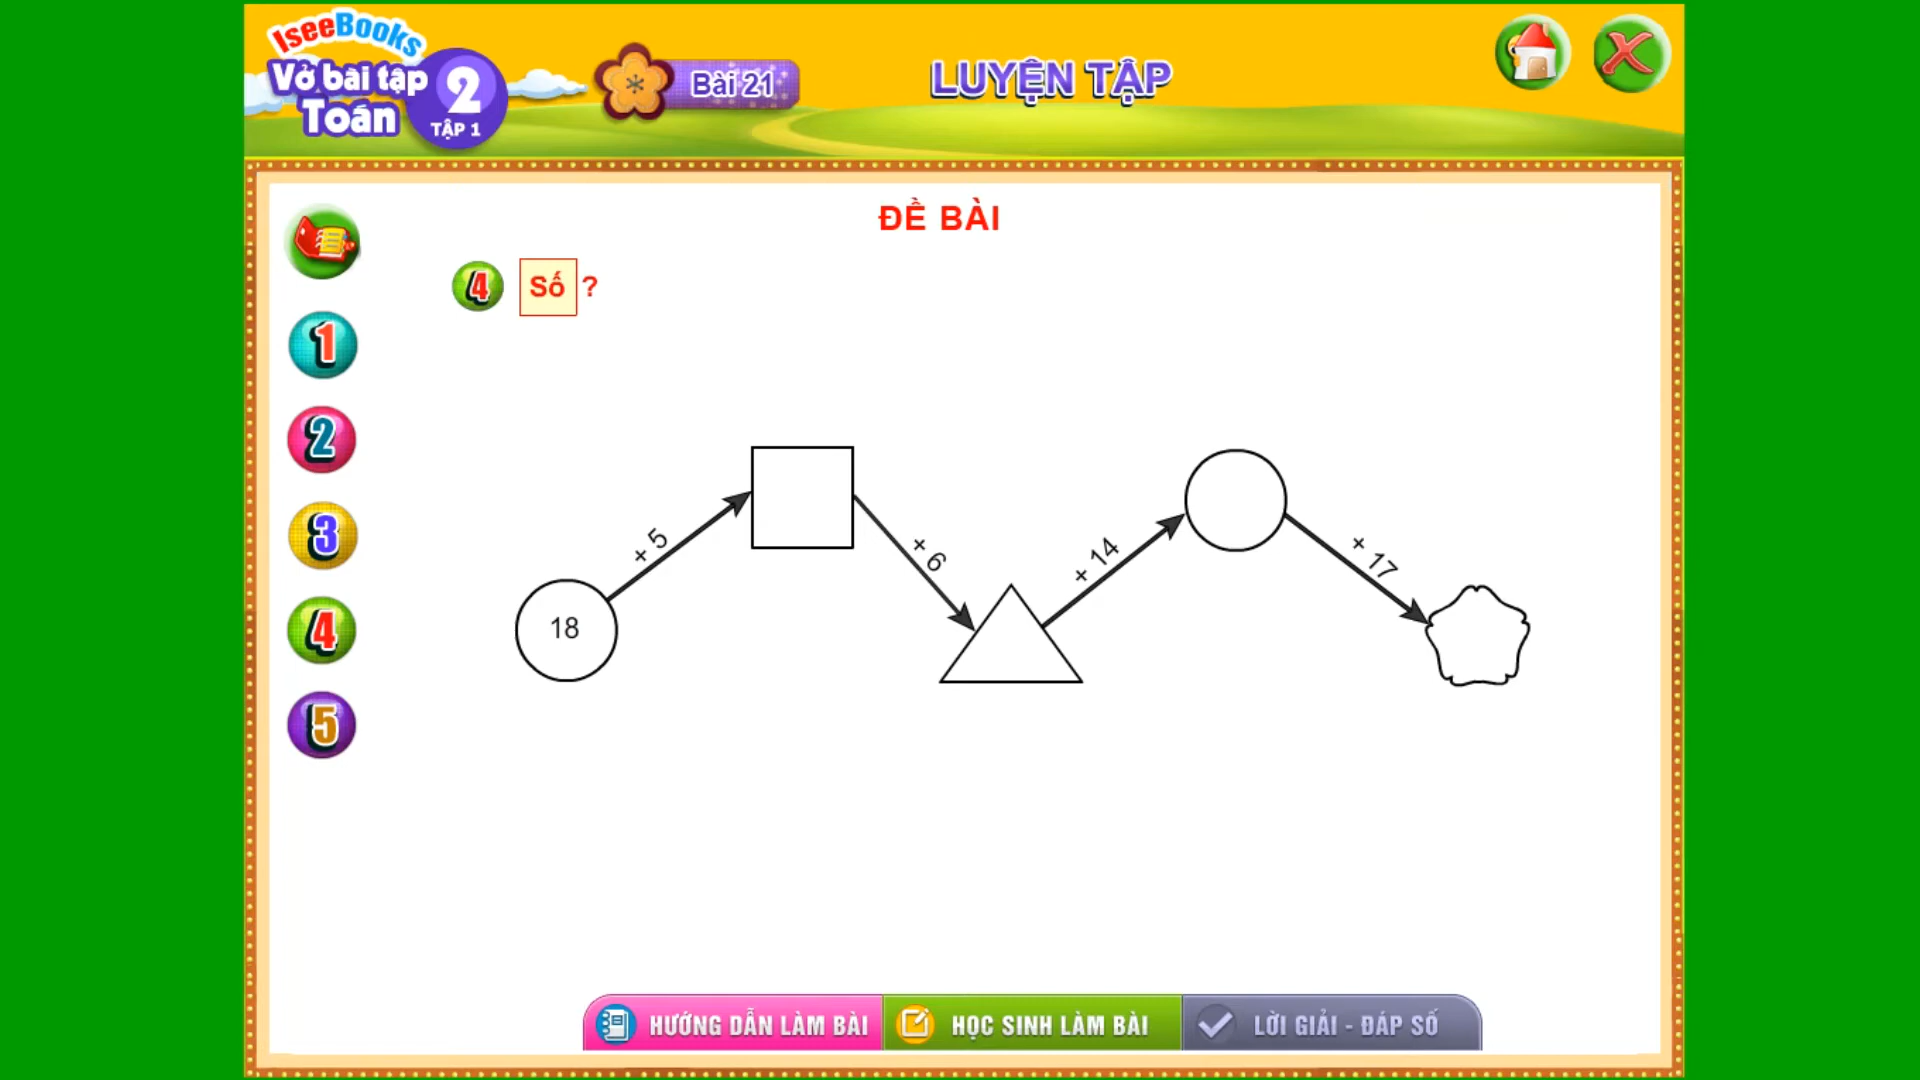 IseeBooks
Vở bài tập
Toán
2
TẬP 1
Bài 21
LUYỆN TẬP
ĐỀ BÀI
4 Số ?
1
2
3
4
5
+ 5
+ 6
+ 14
+ 17
18
HƯỚNG DẪN LÀM BÀI
HỌC SINH LÀM BÀI
LỜI GIẢI - ĐÁP SỐ